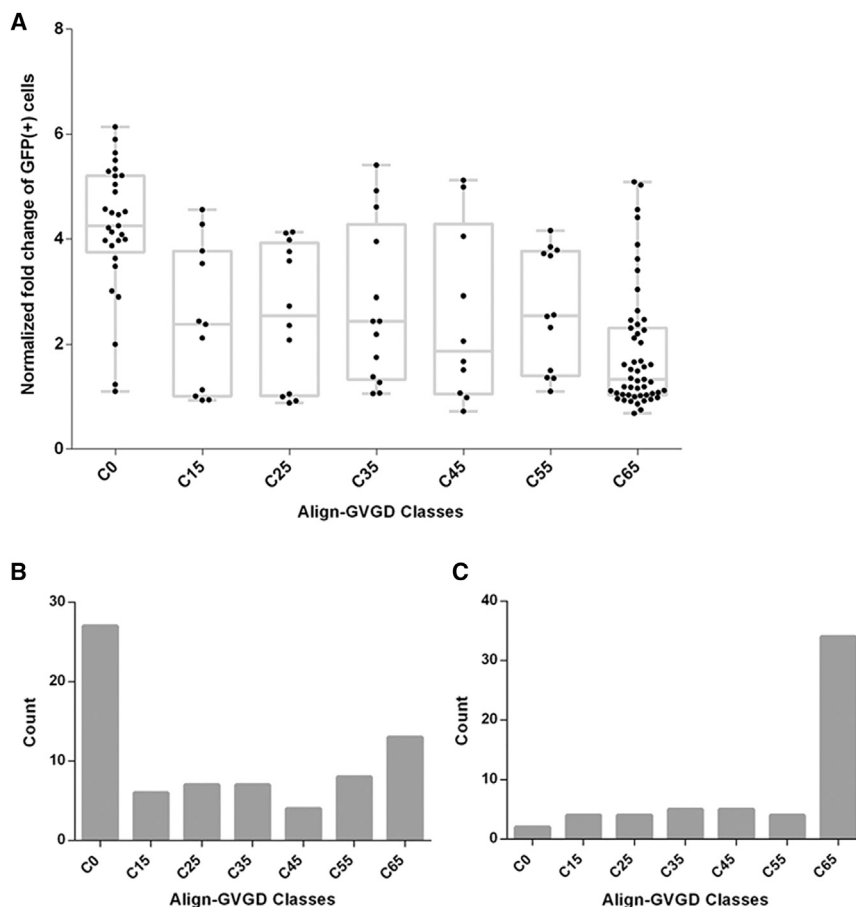 A
Normalized fold change of GFP(+) cells
8
6
4
2
0
C0 C15 C25 C35 C45 C55 C65
Align-GVGD Classes
B
Count
30
20
10
0
C0 C15 C25 C35 C45 C55 C65
Align-GVGD Classes
C
Count
40
30
20
10
0
C0 C15 C25 C35 C45 C55 C65
Align-GVGD Classes